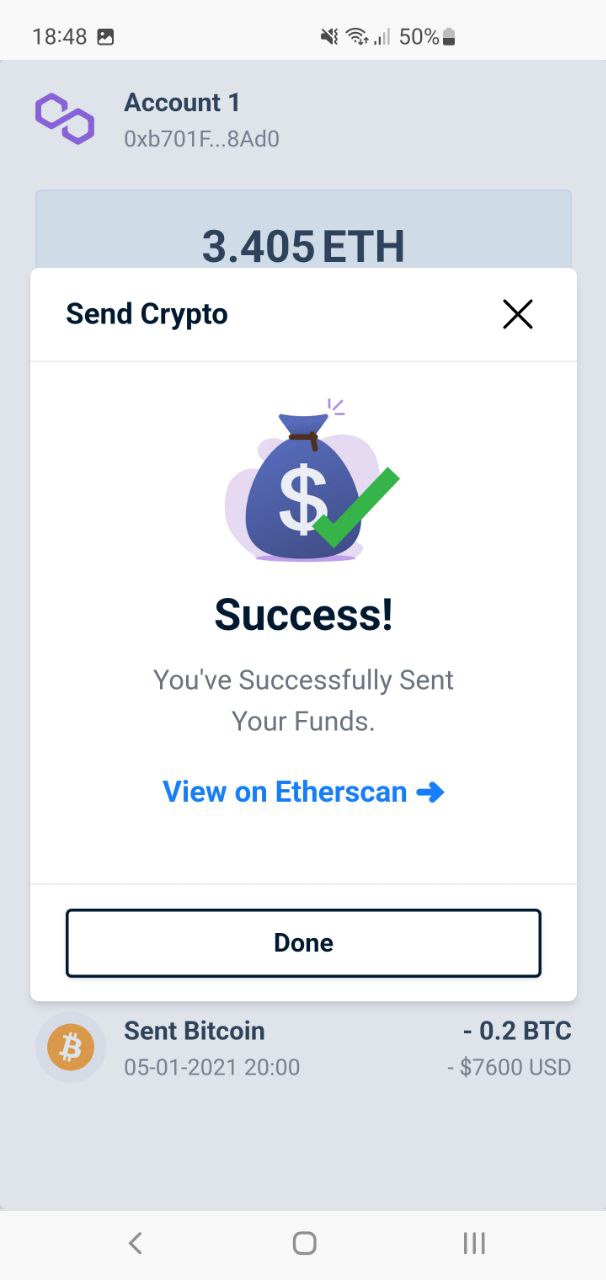 18:48 50%
Account 1
0xb701F...8Ad0
3.405 ETH
Send Crypto
$
Success!
You've Successfully Sent
Your Funds.
View on Etherscan →
Done
Sent Bitcoin - 0.2 BTC
05-01-2021 20:00 - $7600 USD